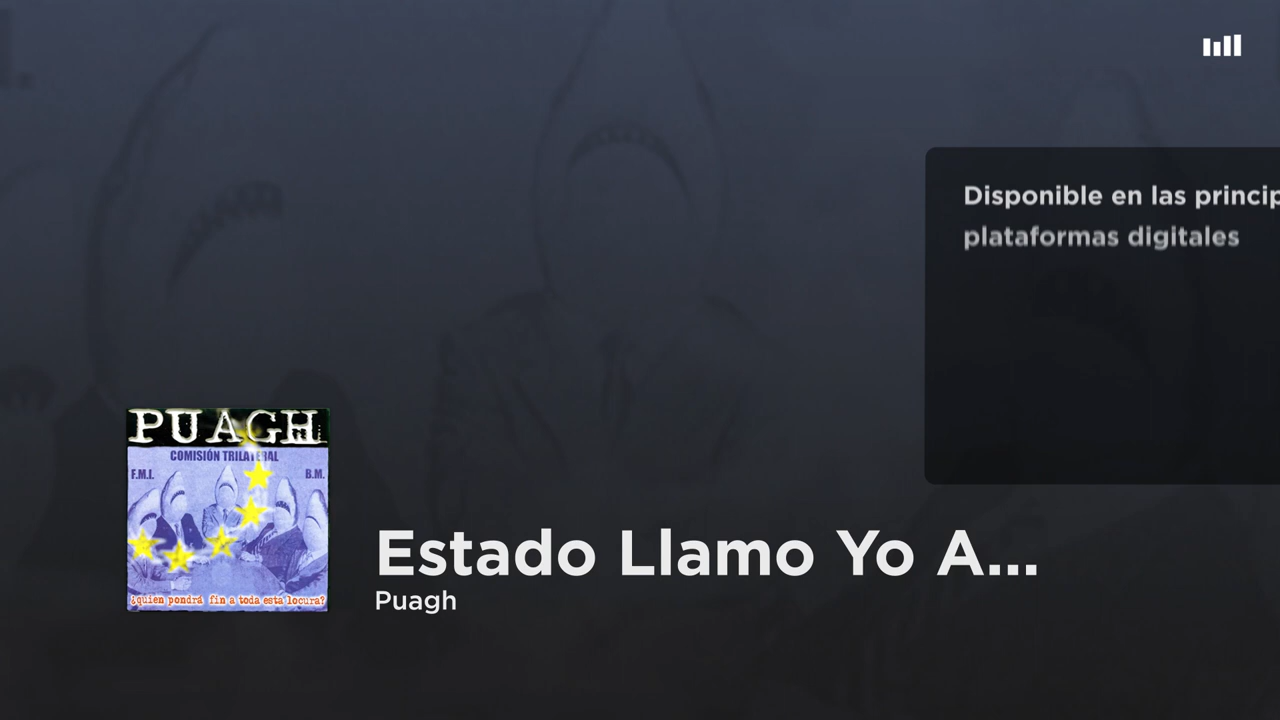 Disponible en las princip
plataformas digitales
PUAGH
COMISIÓN TRILATERAL
F.M.I.
B.M.
¿quien pondrá fin a toda esta locura?
Estado Llamo Yo A...
Puagh